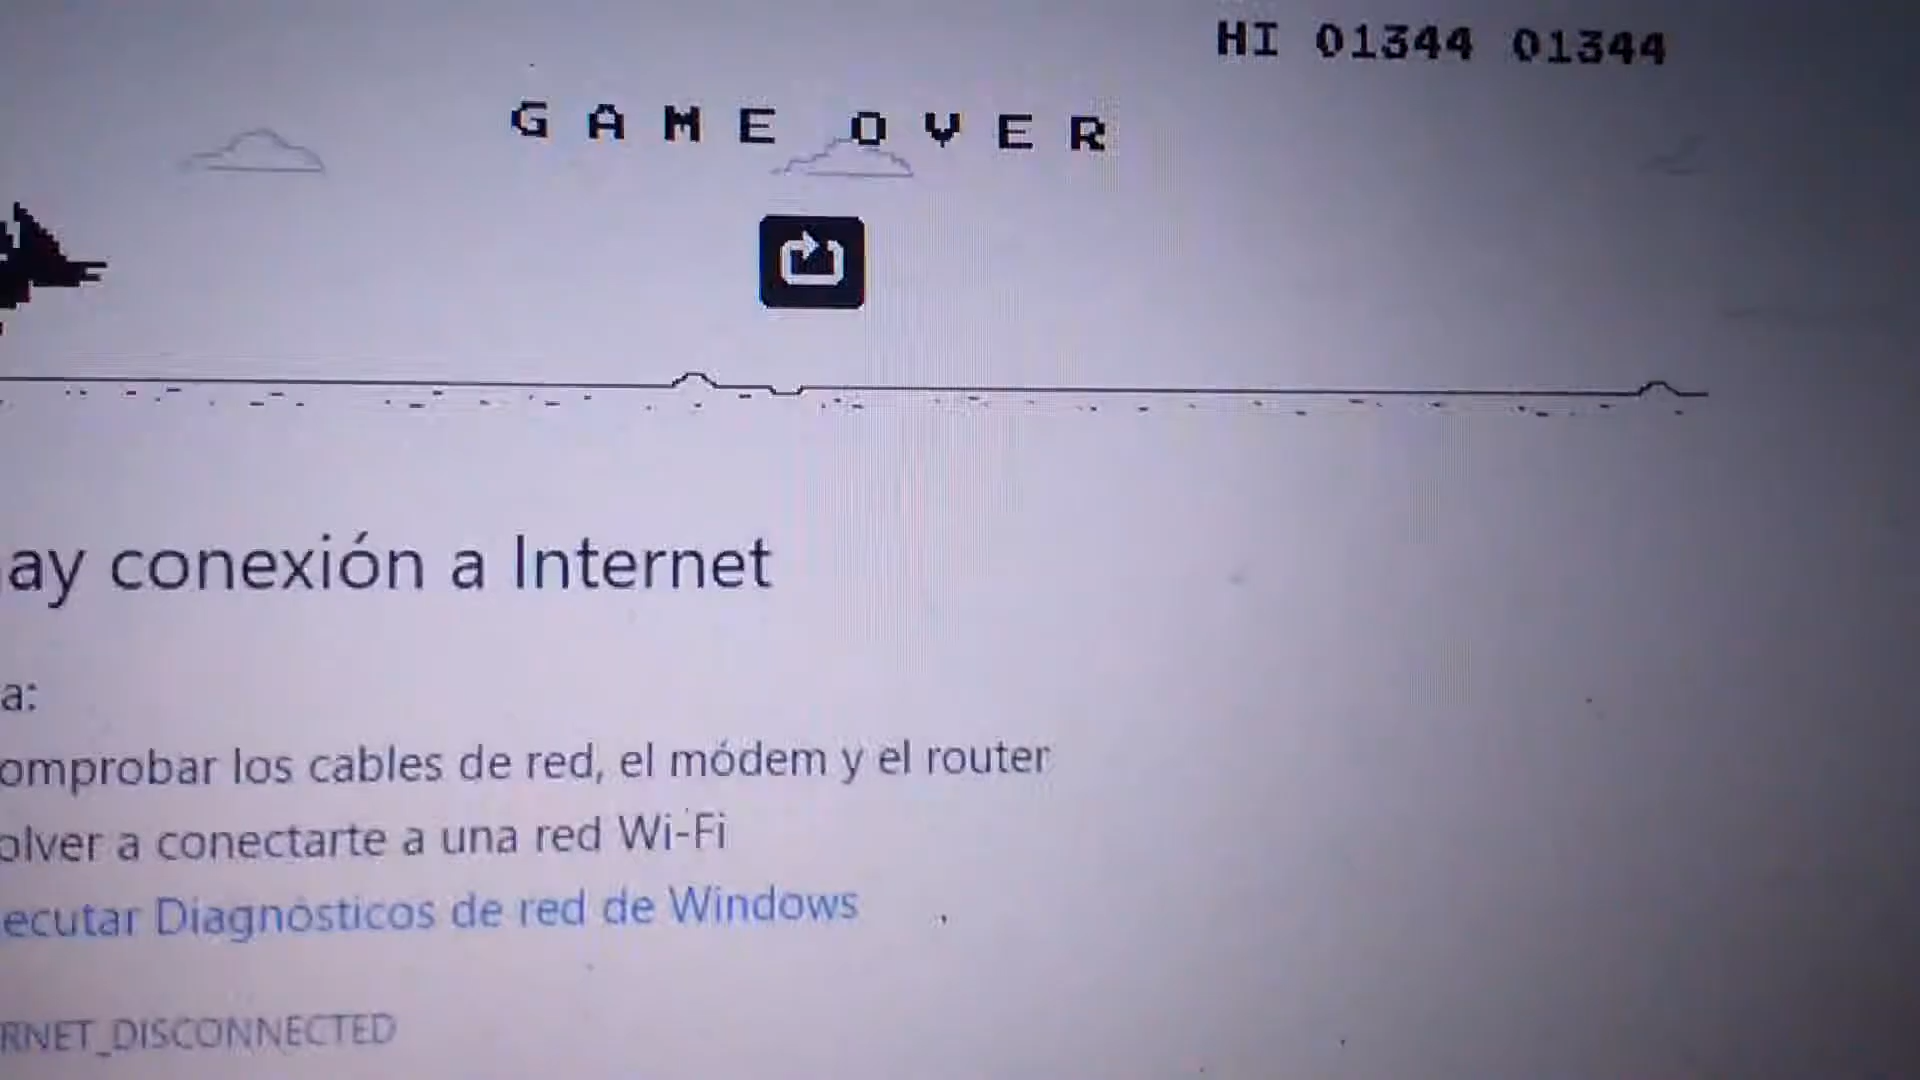 HI 01344 01344
GAME OVER
ay conexión a Internet
a:
omprobar los cables de red, el módem y el router
olver a conectarte a una red Wi-Fi
ecutar Diagnósticos de red de Windows
RNET_DISCONNECTED